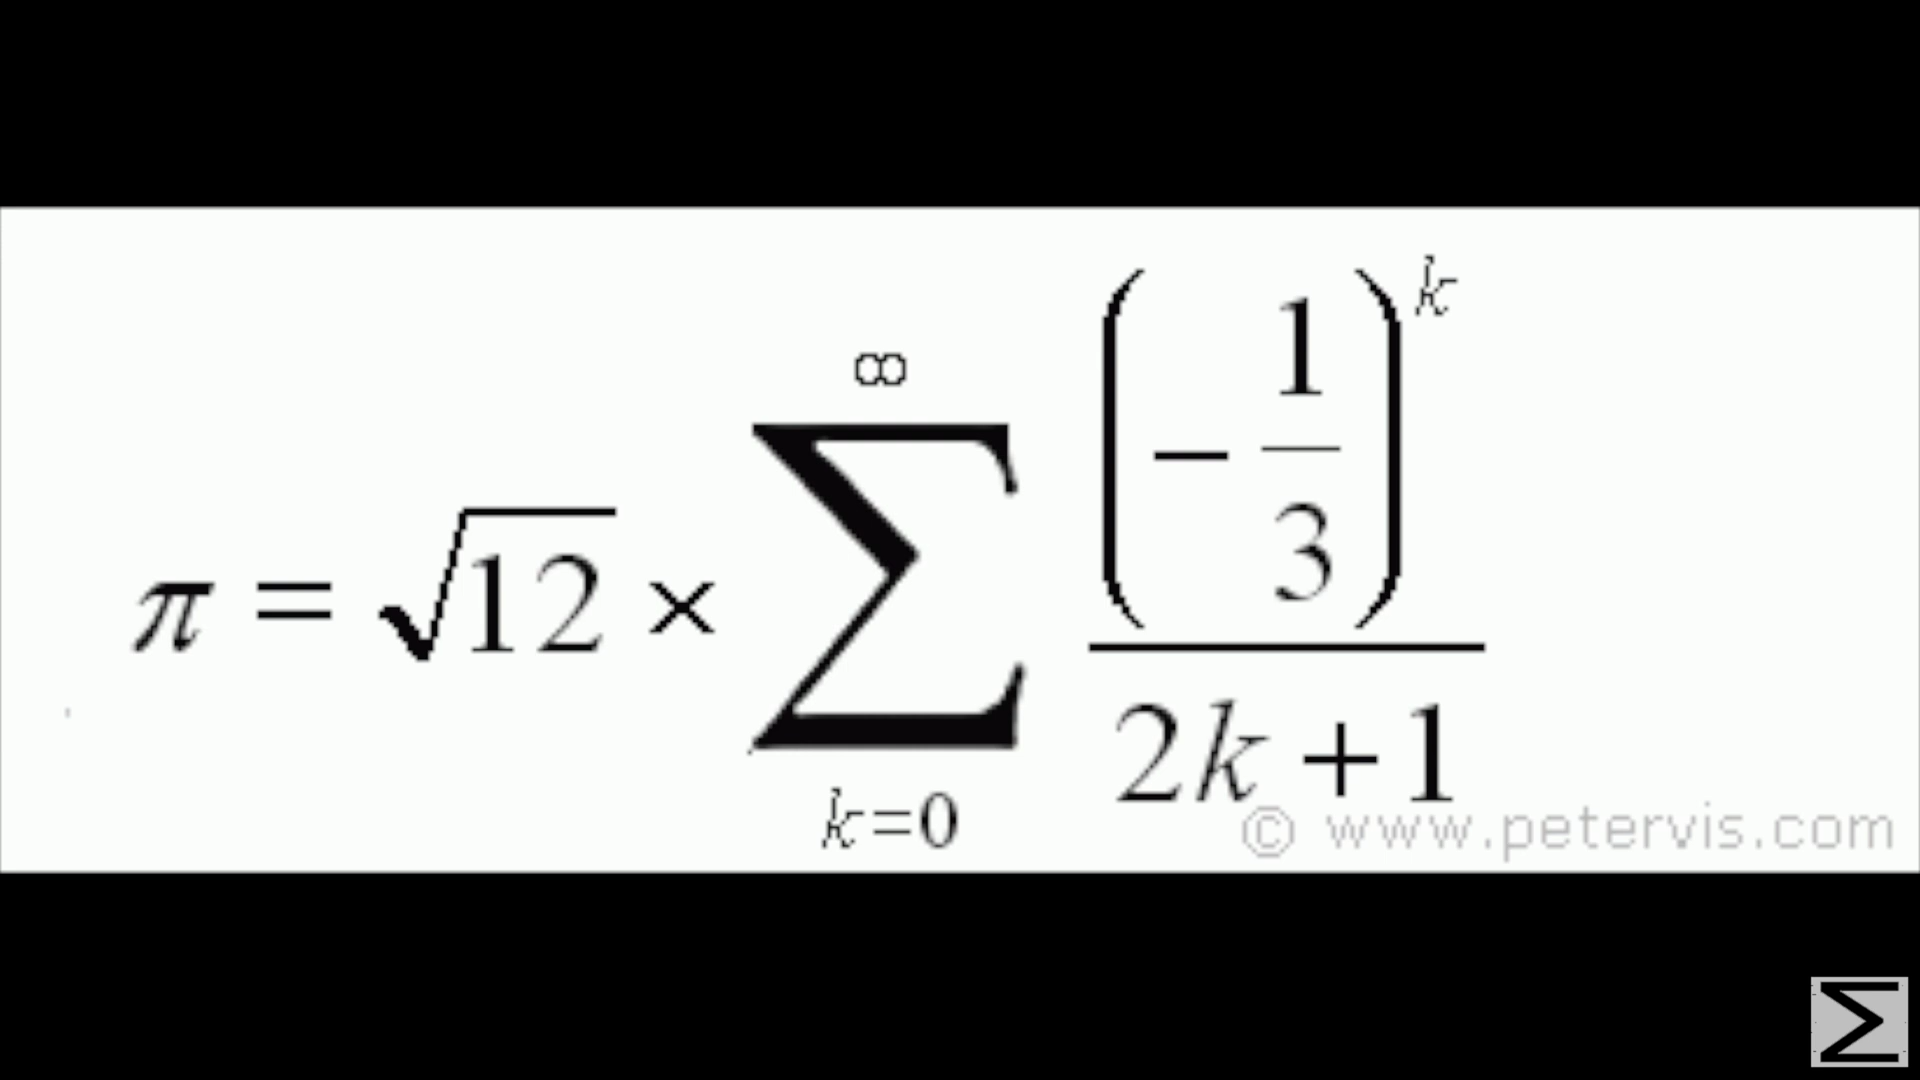 π = √12 × ∑_{k=0}^{∞} (-1/3)^k / (2k+1)
© www.petervis.com
Σ